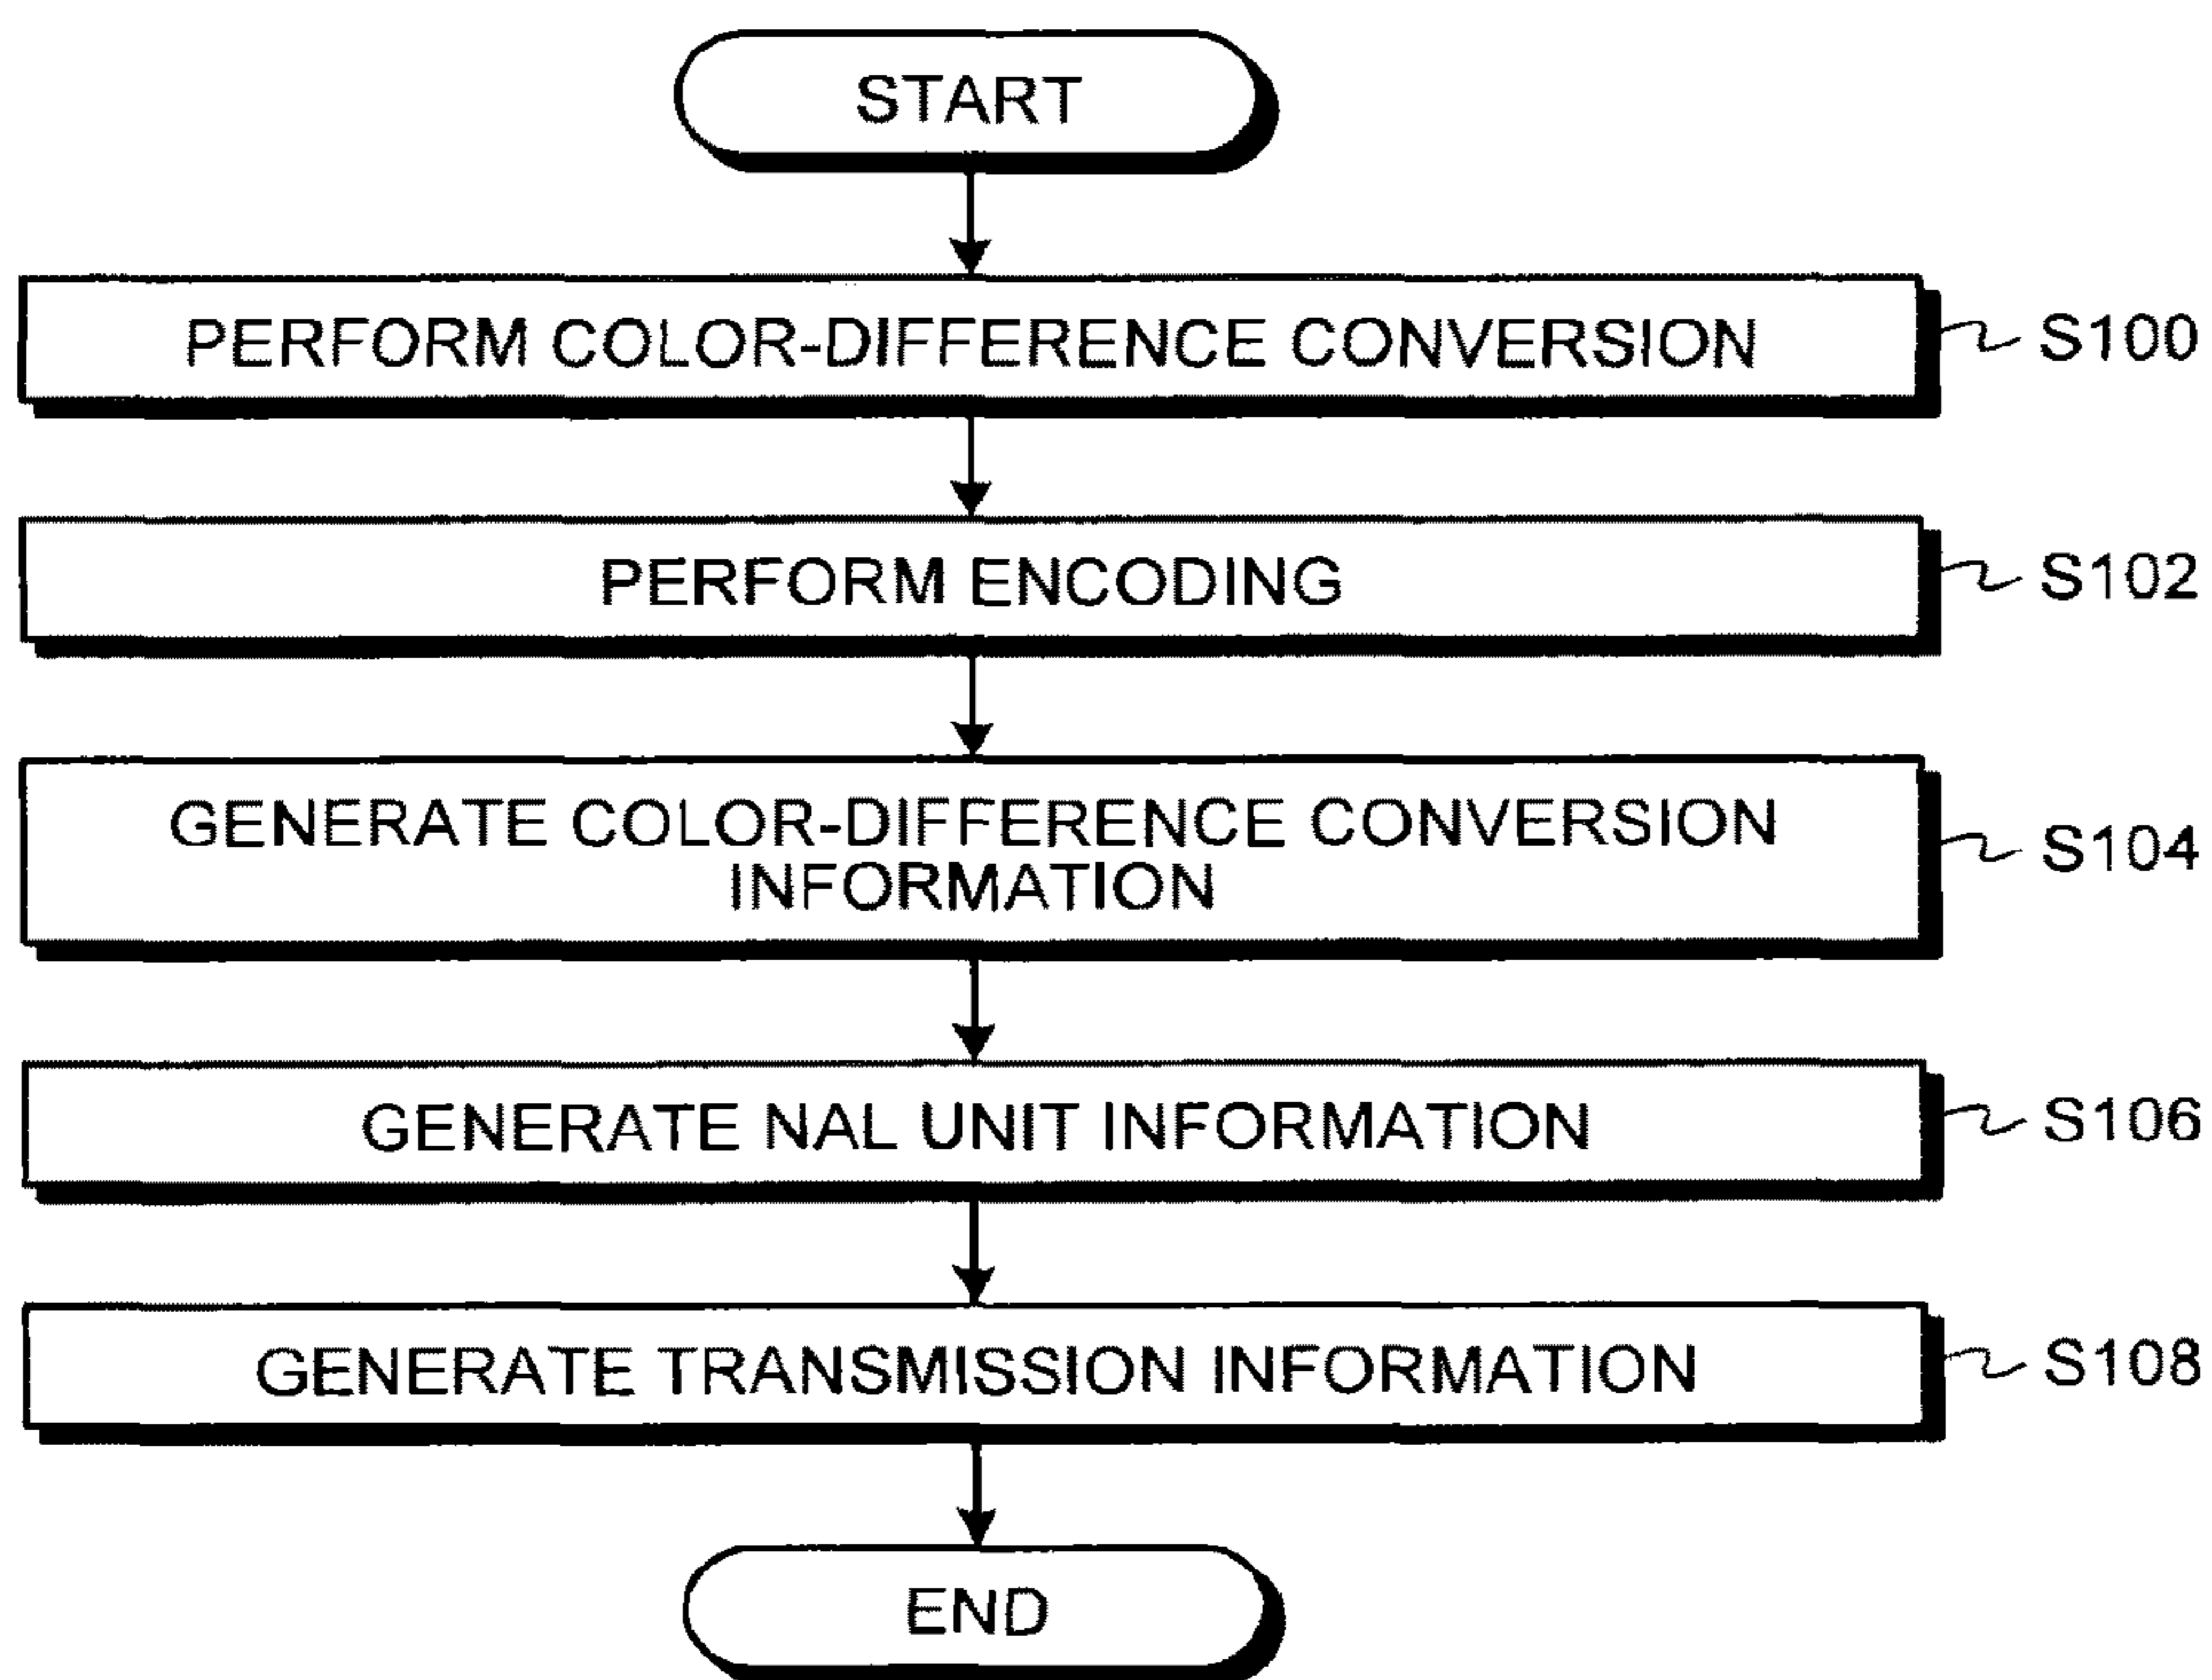 START
PERFORM COLOR-DIFFERENCE CONVERSION
S100
PERFORM ENCODING
S102
GENERATE COLOR-DIFFERENCE CONVERSION
INFORMATION
S104
GENERATE NAL UNIT INFORMATION
S106
GENERATE TRANSMISSION INFORMATION
S108
END